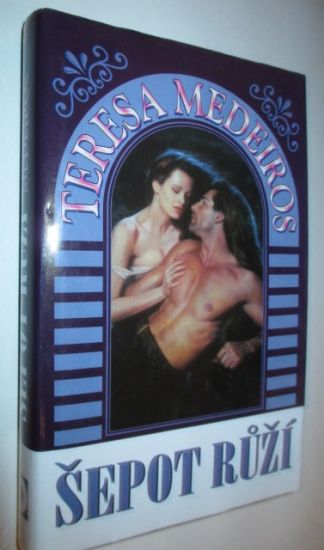 TERESA MEDEIROS
ŠEPOT RŮŽÍ